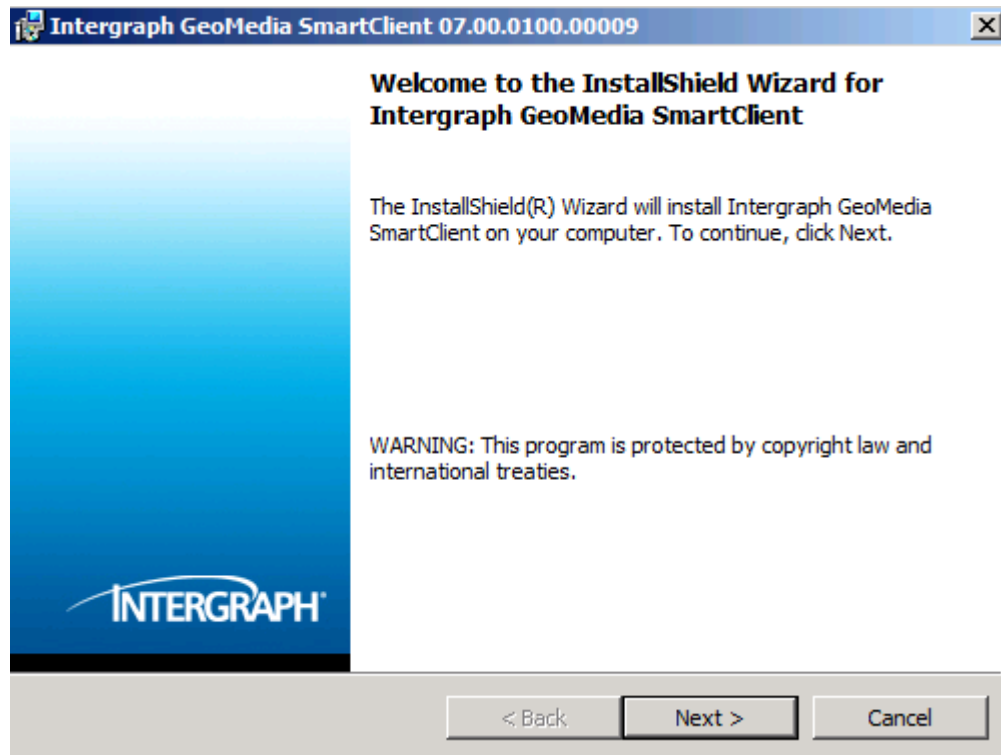 Intergraph GeoMedia SmartClient 07.00.0100.00009
Welcome to the InstallShield Wizard for
Intergraph GeoMedia SmartClient
The InstallShield(R) Wizard will install Intergraph GeoMedia
SmartClient on your computer. To continue, click Next.
WARNING: This program is protected by copyright law and
international treaties.
INTERGRAPH®
< Back
Next >
Cancel